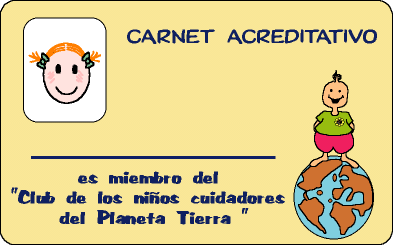 CARNET ACREDITATIVO
es miembro del
"Club de los niños cuidadores
del Planeta Tierra "